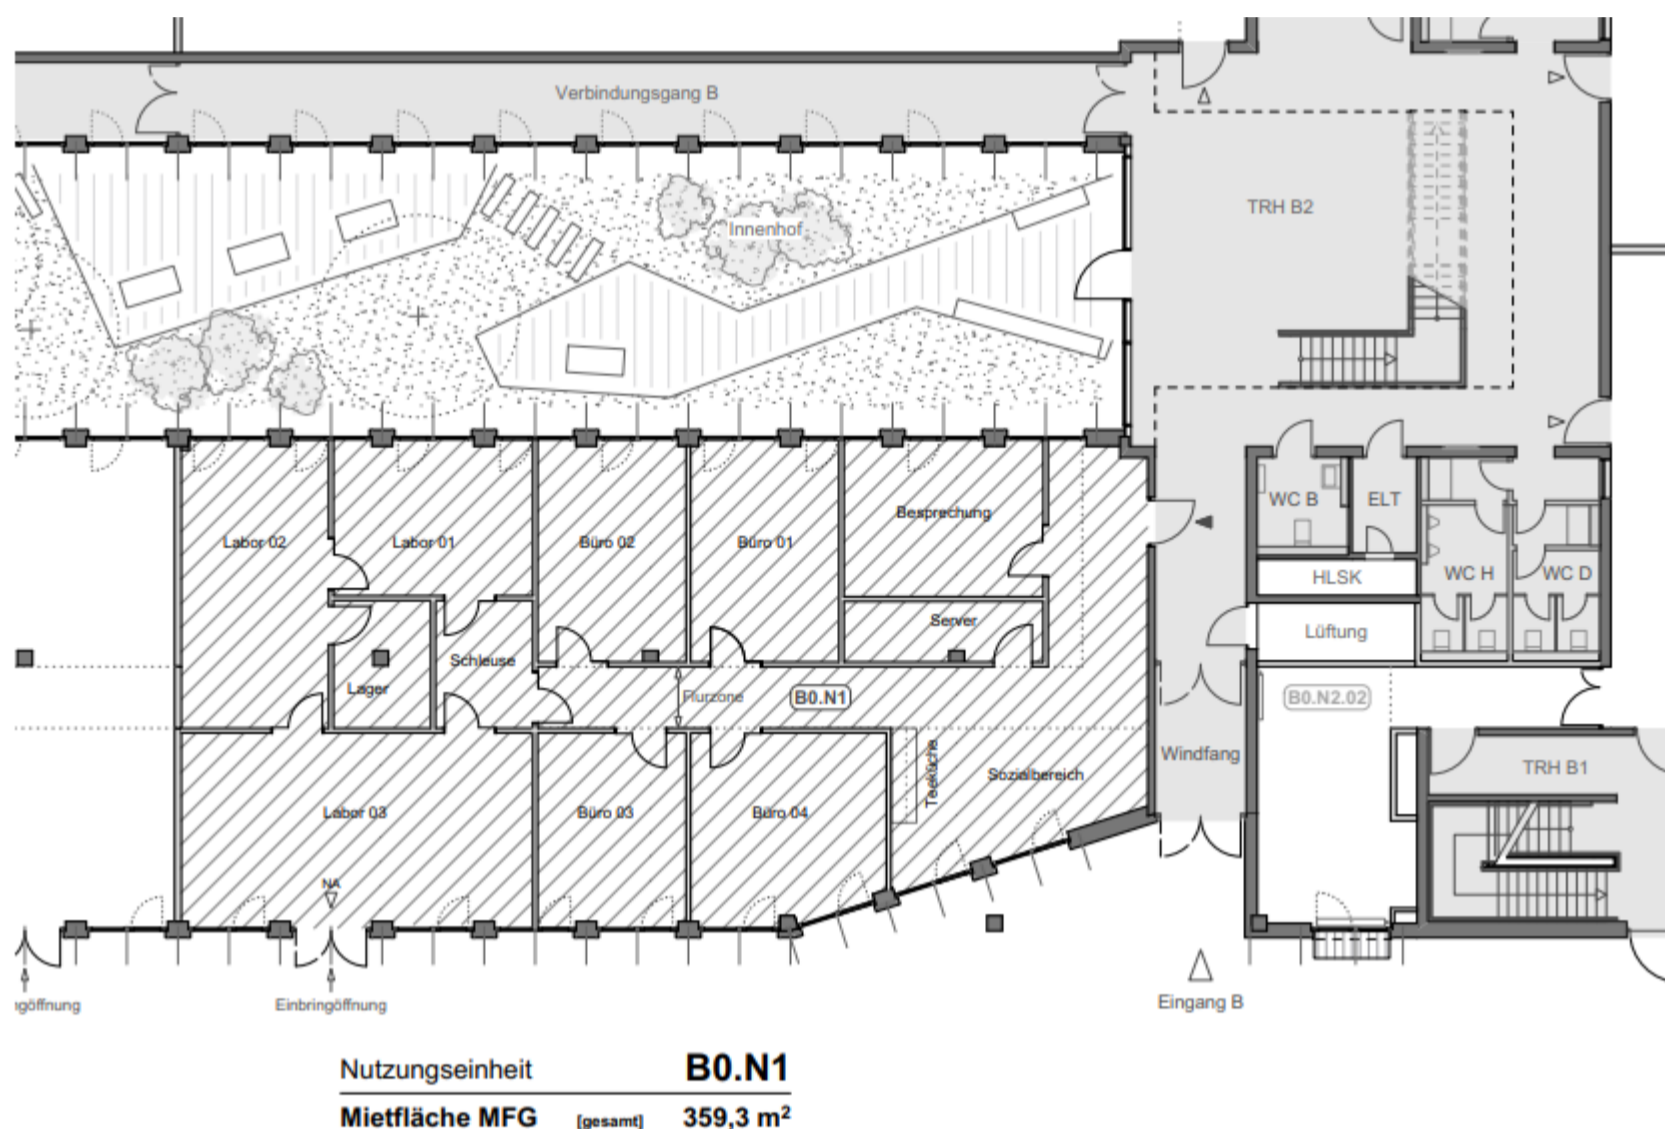 Verbindungsgang B
TRH B2
Innenhof
WC B
ELT
Besprechung
Labor 02
Labor 01
Büro 02
Büro 01
HLSK
WC H
WC D
Server
Lüftung
Schleuse
Lager
Flurzone
B0.N1
B0.N2.02
Windfang
TRH B1
Teeküche
Sozialbereich
Labor 03
Büro 03
Büro 04
NA
Einbringöffnung
Eingang B
ngöffnung
Nutzungseinheit B0.N1
Mietfläche MFG [gesamt] 359,3 m²